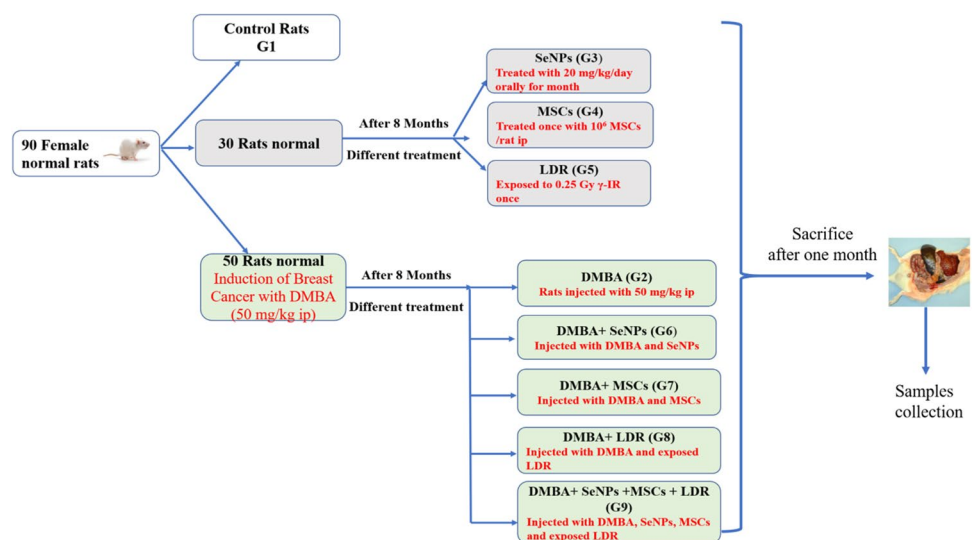 Control Rats
G1
90 Female
normal rats
30 Rats normal
After 8 Months
Different treatment
SeNPs (G3)
Treated with 20 mg/kg/day
orally for month
MSCs (G4)
Treated once with 10⁶ MSCs
/rat ip
LDR (G5)
Exposed to 0.25 Gy γ-IR
once
50 Rats normal
Induction of Breast
Cancer with DMBA
(50 mg/kg ip)
After 8 Months
Different treatment
DMBA (G2)
Rats injected with 50 mg/kg ip
DMBA+ SeNPs (G6)
Injected with DMBA and SeNPs
DMBA+ MSCs (G7)
Injected with DMBA and MSCs
DMBA+ LDR (G8)
Injected with DMBA and exposed
LDR
DMBA+ SeNPs +MSCs + LDR
(G9)
Injected with DMBA, SeNPs, MSCs
and exposed LDR
Sacrifice
after one month
Samples
collection